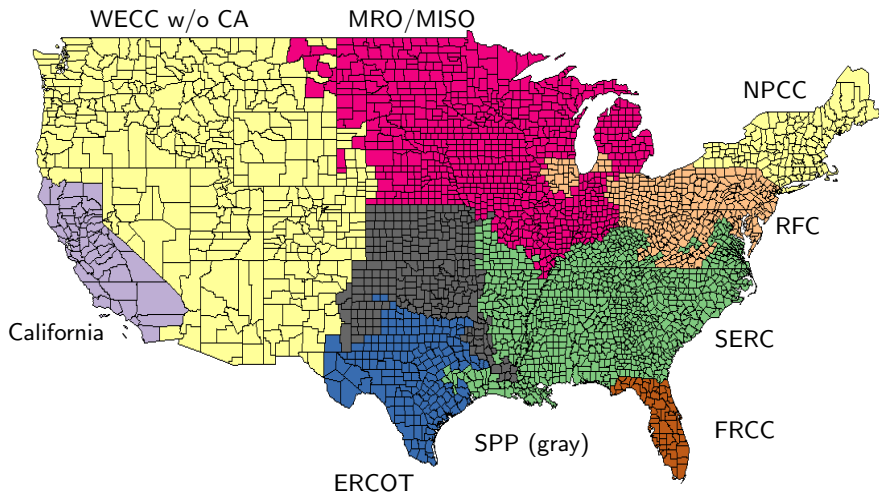 WECC w/o CA
MRO/MISO
NPCC
RFC
California
SERC
FRCC
SPP (gray)
ERCOT